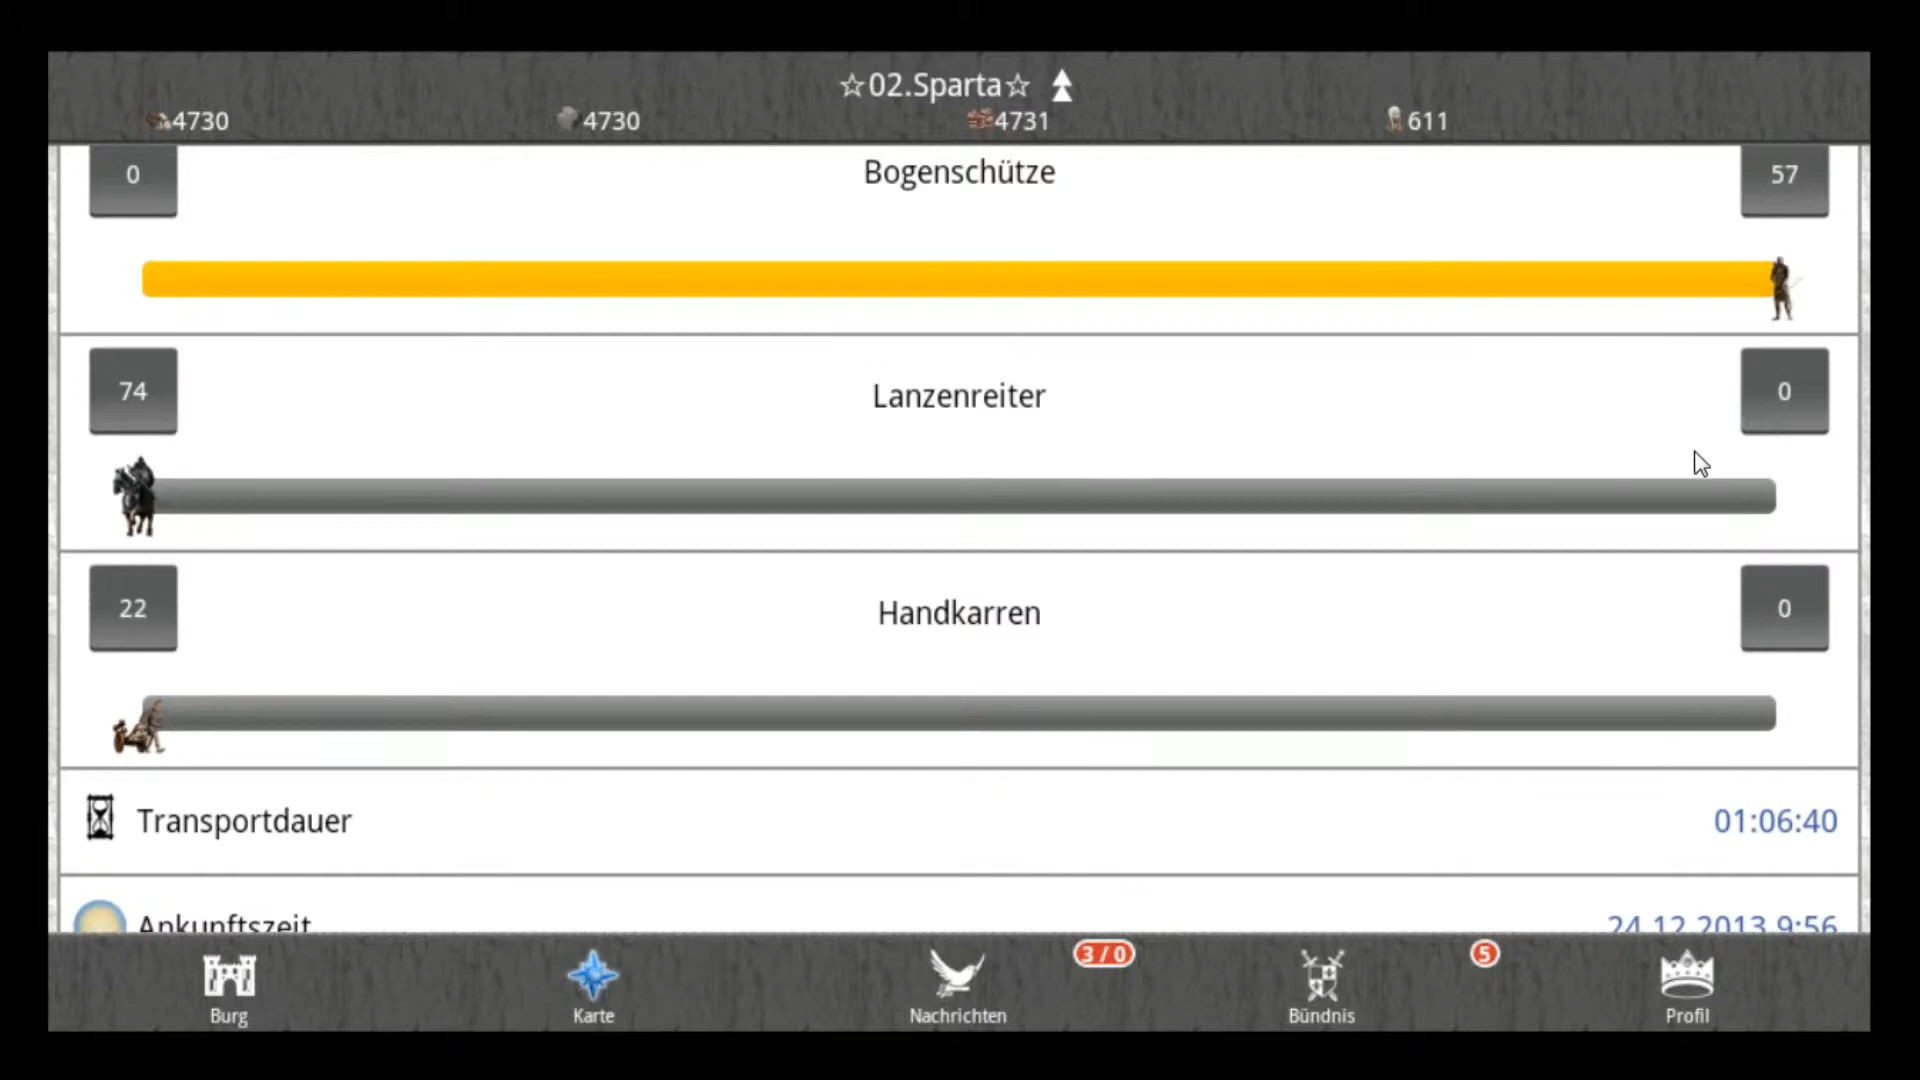 ☆02.Sparta☆
4730 4730 4731 611
0 Bogenschütze 57
74 Lanzenreiter 0
22 Handkarren 0
Transportdauer 01:06:40
Ankunftszeit 24.12.2013 9:56
3 / 0 5
Burg Karte Nachrichten Bündnis Profil